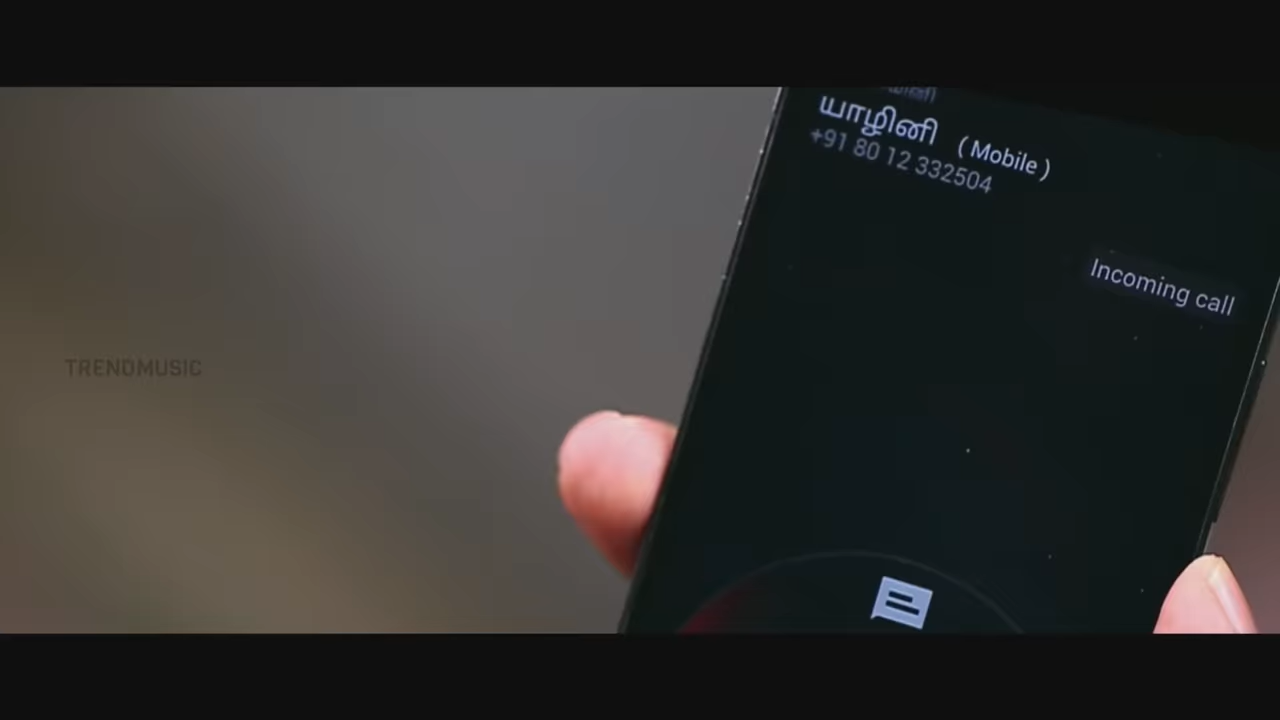 யாழினி ( Mobile )
+91 80 12 332504
Incoming call
TRENDMUSIC